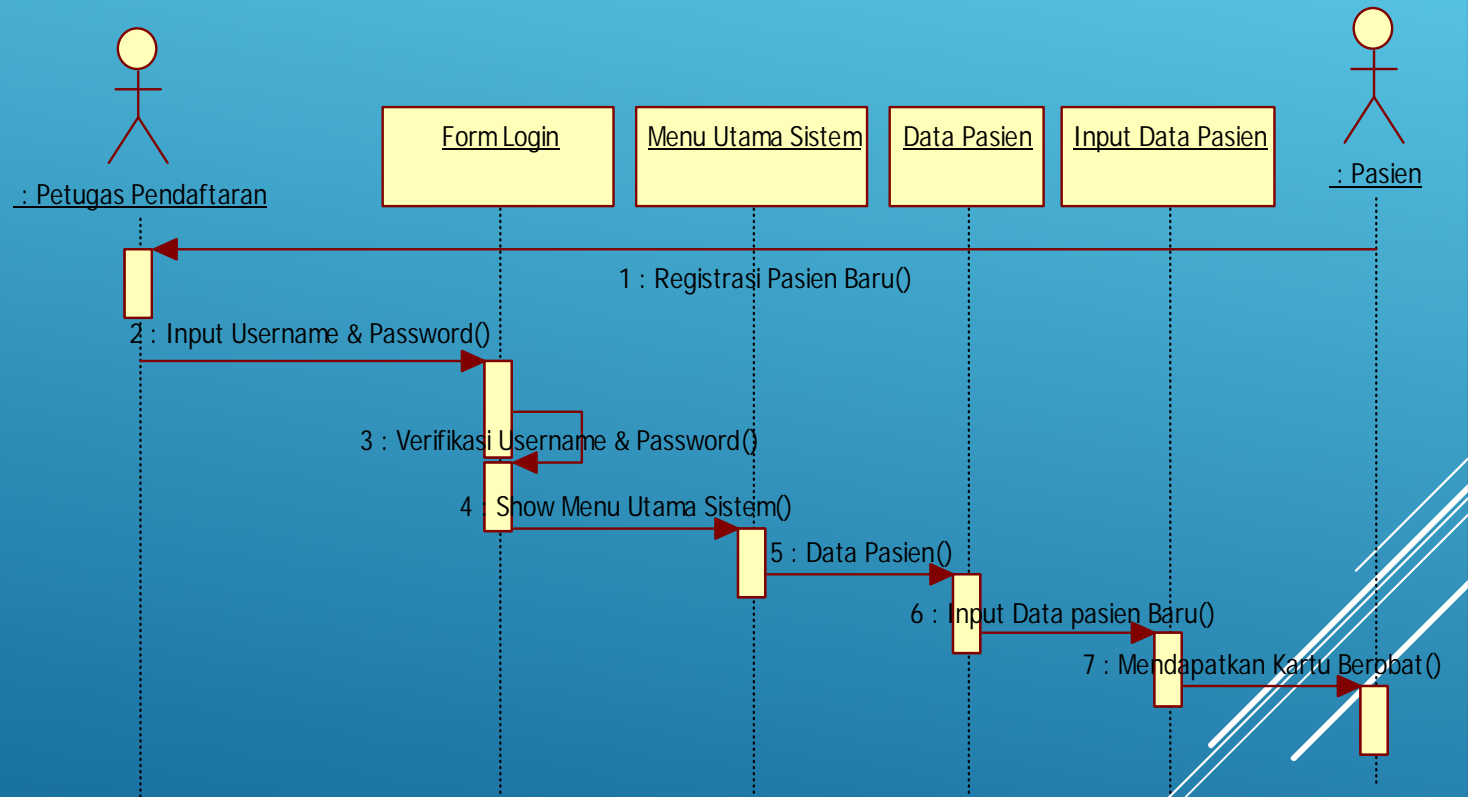 Form Login
Menu Utama Sistem
Data Pasien
Input Data Pasien
: Pasien
: Petugas Pendaftaran
1 : Registrasi Pasien Baru()
2 : Input Username & Password()
3 : Verifikasi Username & Password()
4 : Show Menu Utama Sistem()
5 : Data Pasien()
6 : Input Data pasien Baru()
7 : Mendapatkan Kartu Berobat()